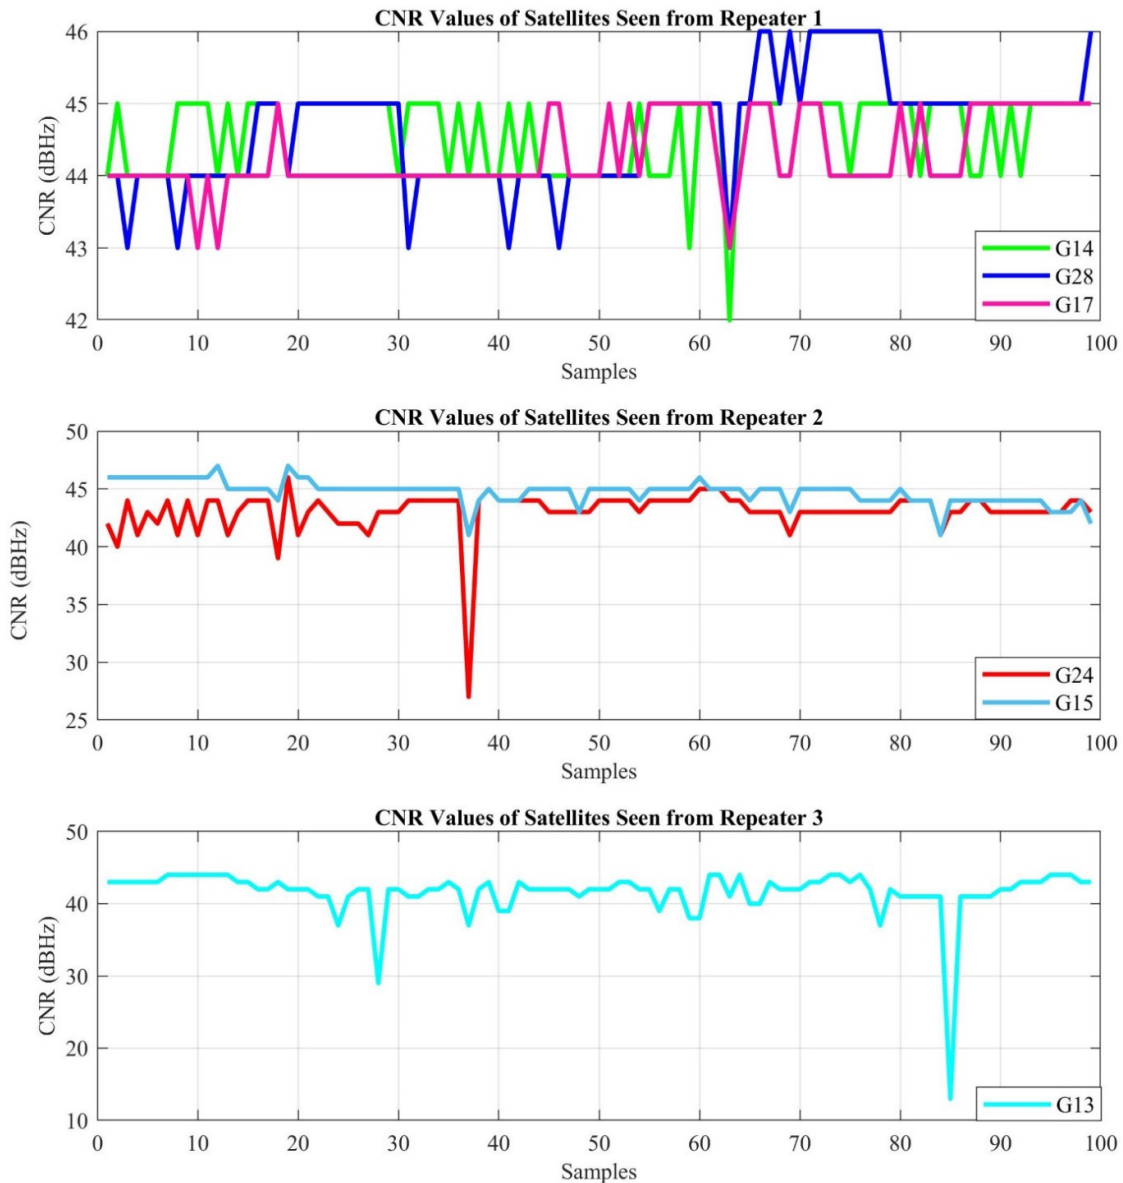 CNR Values of Satellites Seen from Repeater 1
46
45
44
43
42
CNR (dBHz)
G14
G28
G17
0 10 20 30 40 50 60 70 80 90 100
Samples
CNR Values of Satellites Seen from Repeater 2
50
45
40
35
30
25
CNR (dBHz)
G24
G15
0 10 20 30 40 50 60 70 80 90 100
Samples
CNR Values of Satellites Seen from Repeater 3
50
40
30
20
10
CNR (dBHz)
G13
0 10 20 30 40 50 60 70 80 90 100
Samples